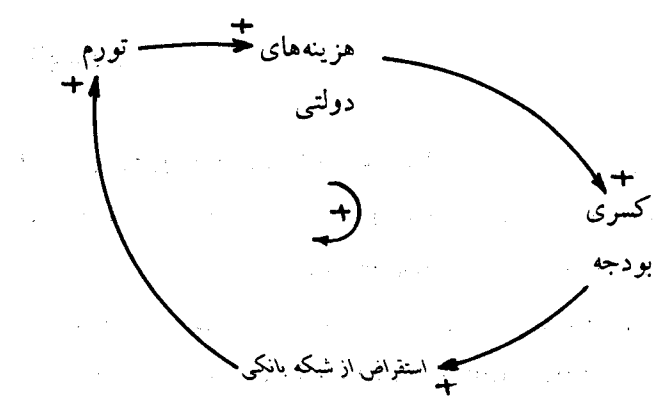 تورم
+
+
هزینه‌های
دولتی
+
کسری
بودجه
+
استقراض از شبکه بانکی
+
+